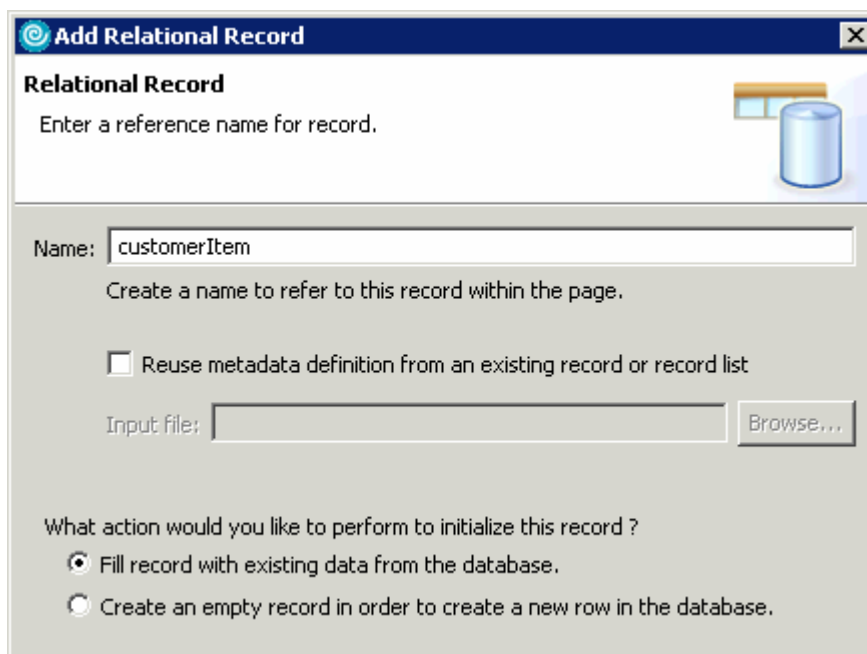 Add Relational Record
Relational Record
Enter a reference name for record.
Name: customerItem
Create a name to refer to this record within the page.
Reuse metadata definition from an existing record or record list
Input file: Browse...
What action would you like to perform to initialize this record ?
Fill record with existing data from the database.
Create an empty record in order to create a new row in the database.